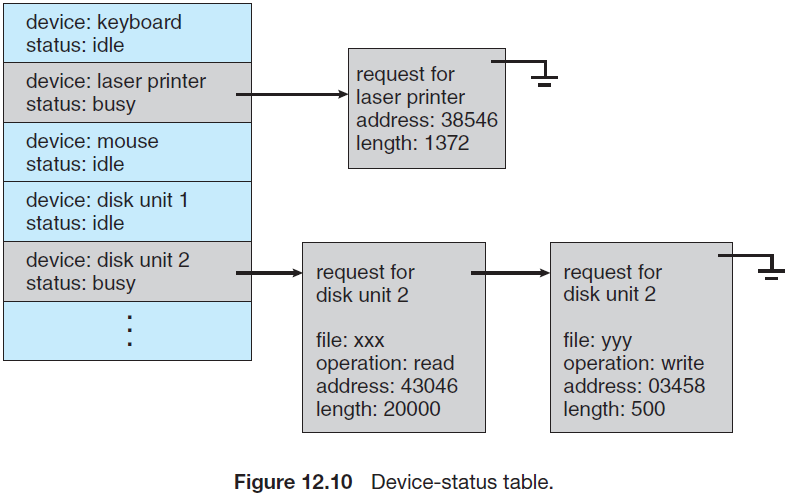 device: keyboard
status: idle
device: laser printer
status: busy
device: mouse
status: idle
device: disk unit 1
status: idle
device: disk unit 2
status: busy
request for
laser printer
address: 38546
length: 1372
request for
disk unit 2
file: xxx
operation: read
address: 43046
length: 20000
request for
disk unit 2
file: yyy
operation: write
address: 03458
length: 500
Figure 12.10 Device-status table.